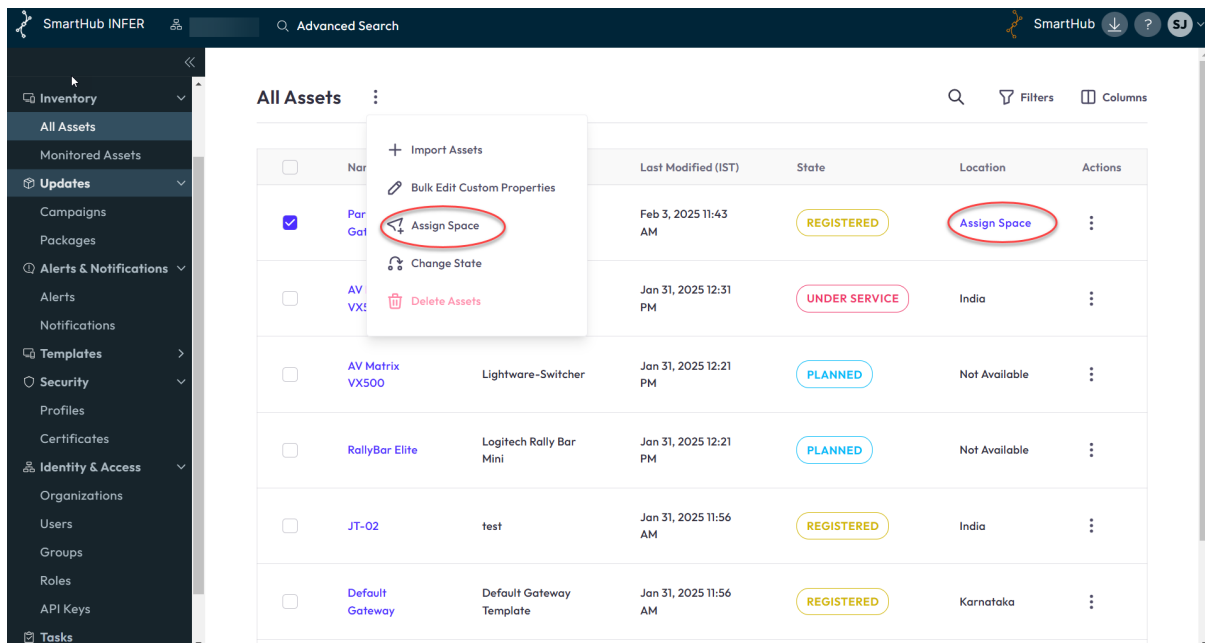 SmartHub INFER
Advanced Search
SmartHub
?
SJ
Inventory
All Assets
Monitored Assets
Updates
Campaigns
Packages
Alerts & Notifications
Alerts
Notifications
Templates
Security
Profiles
Certificates
Identity & Access
Organizations
Users
Groups
Roles
API Keys
Tasks
All Assets
Filters
Columns
Import Assets
Bulk Edit Custom Properties
Assign Space
Change State
Delete Assets
Last Modified (IST)
State
Location
Actions
Feb 3, 2025 11:43
AM
REGISTERED
Assign Space
AV
Jan 31, 2025 12:31
PM
UNDER SERVICE
India
AV Matrix
VX500
Lightware-Switcher
Jan 31, 2025 12:21
PM
PLANNED
Not Available
RallyBar Elite
Logitech Rally Bar
Mini
Jan 31, 2025 12:21
PM
PLANNED
Not Available
JT-02
test
Jan 31, 2025 11:56
AM
REGISTERED
India
Default
Gateway
Default Gateway
Template
Jan 31, 2025 11:56
AM
REGISTERED
Karnataka